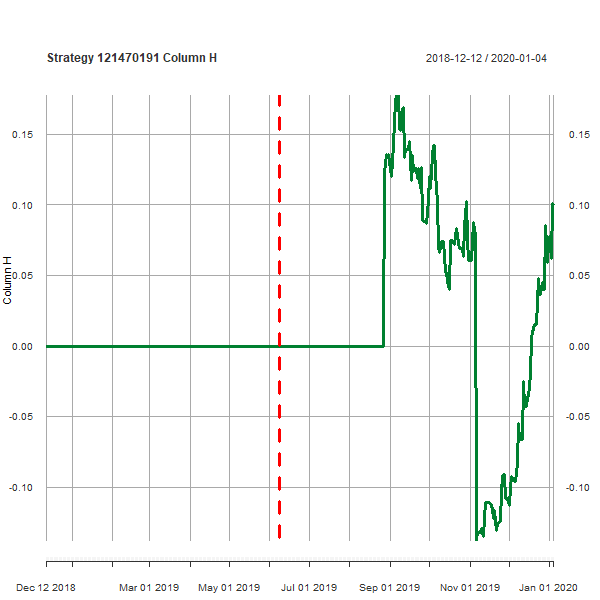 Strategy 121470191 Column H
2018-12-12 / 2020-01-04
Column H
0.15
0.15
0.10
0.10
0.05
0.05
0.00
0.00
-0.05
-0.05
-0.10
-0.10
Dec 12 2018
Mar 01 2019
May 01 2019
Jul 01 2019
Sep 01 2019
Nov 01 2019
Jan 01 2020